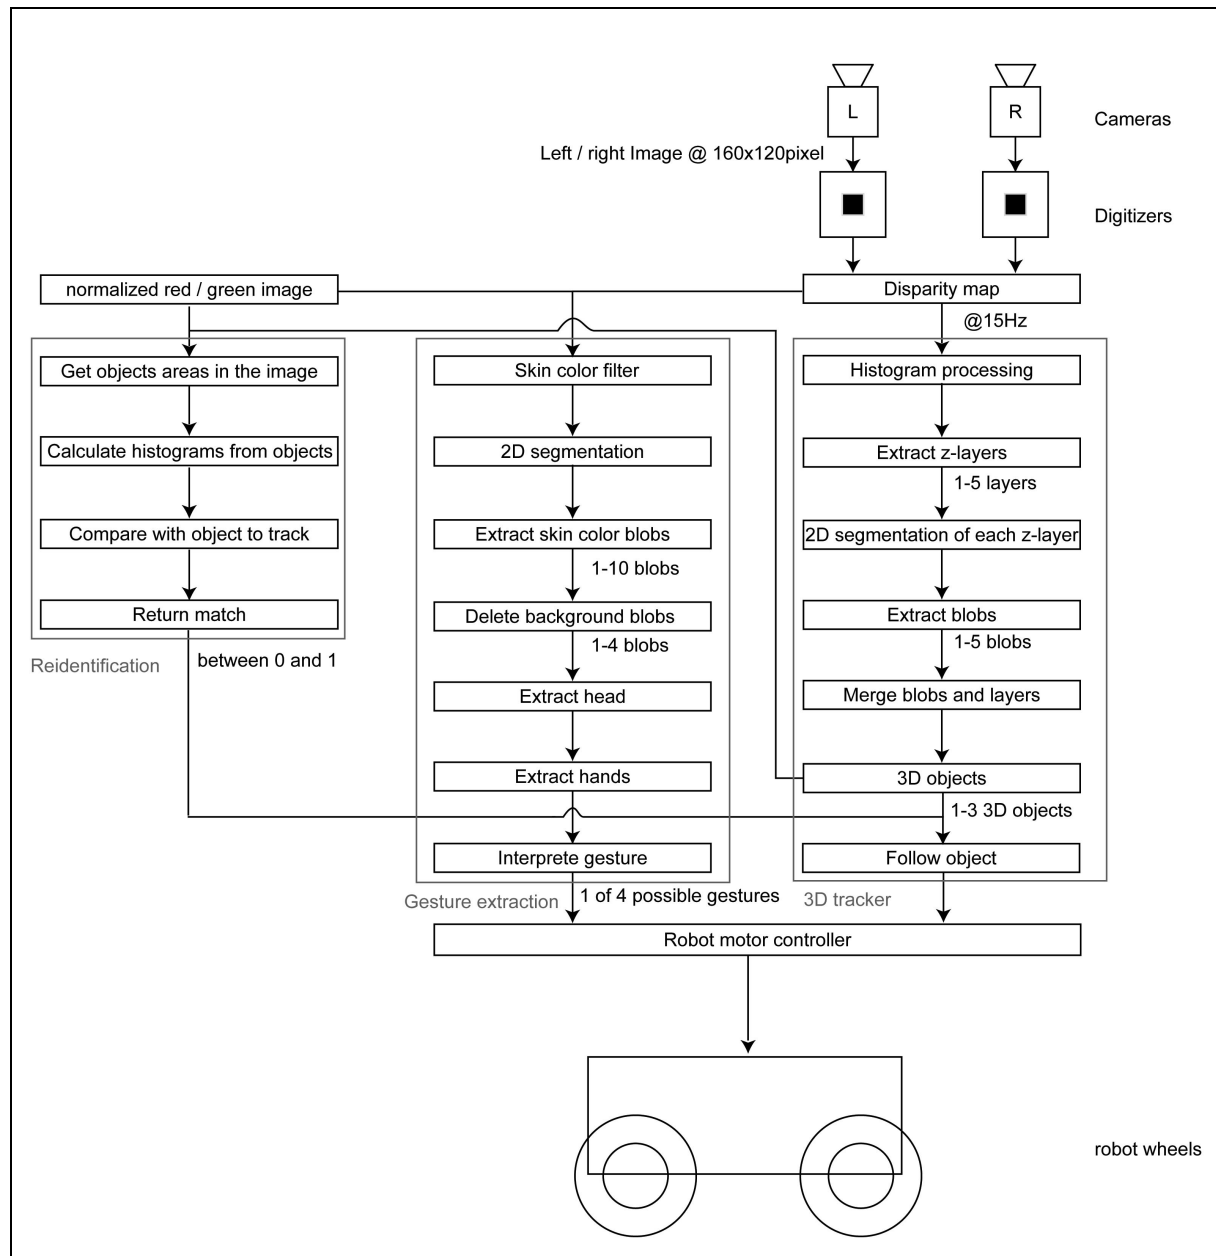 L
R
Cameras
Left / right Image @ 160x120pixel
Digitizers
normalized red / green image
Disparity map
@15Hz
Get objects areas in the image
Skin color filter
Histogram processing
Calculate histograms from objects
2D segmentation
Extract z-layers
1-5 layers
Compare with object to track
Extract skin color blobs
2D segmentation of each z-layer
1-10 blobs
Return match
Delete background blobs
Extract blobs
1-5 blobs
1-4 blobs
Reidentification
between 0 and 1
Extract head
Merge blobs and layers
Extract hands
3D objects
1-3 3D objects
Interprete gesture
Follow object
Gesture extraction
1 of 4 possible gestures
3D tracker
Robot motor controller
robot wheels